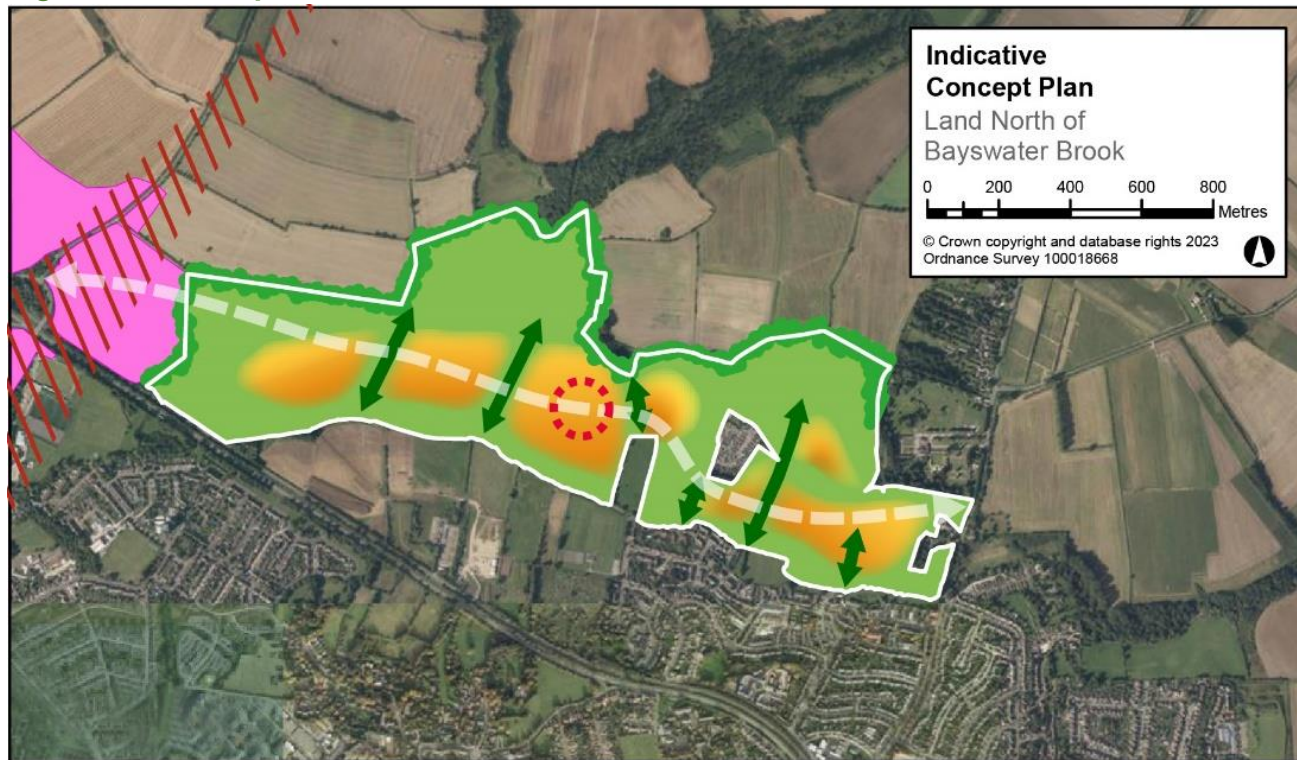 Indicative
Concept Plan
Land North of
Bayswater Brook
0 200 400 600 800
Metres
© Crown copyright and database rights 2023
Ordnance Survey 100018668